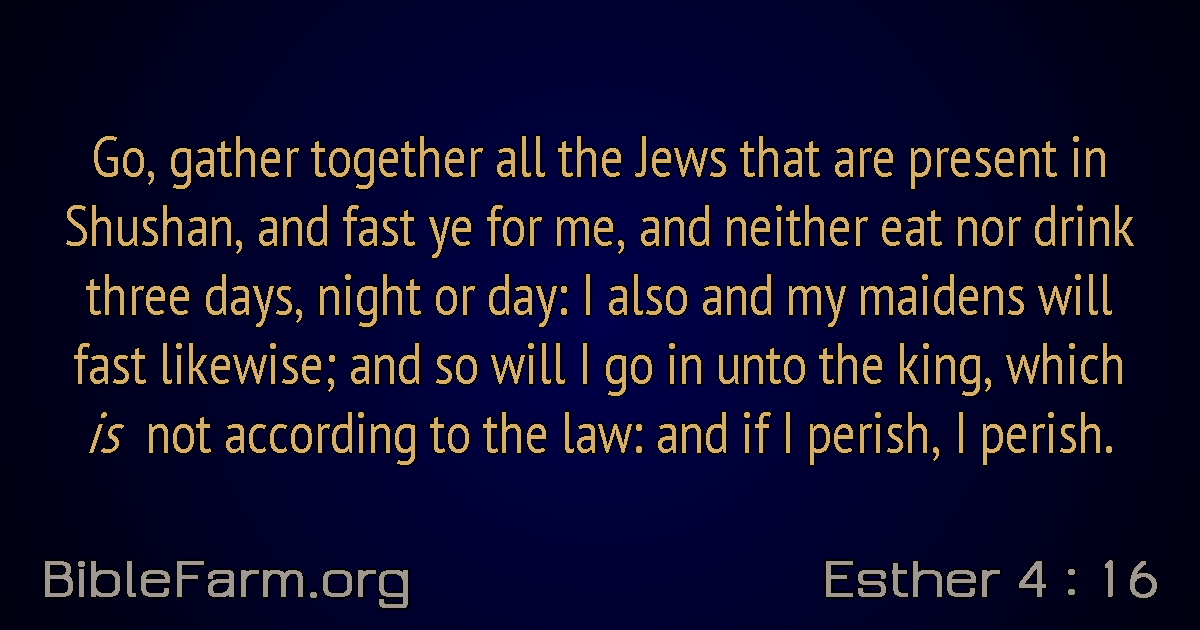 Go, gather together all the Jews that are present in
Shushan, and fast ye for me, and neither eat nor drink
three days, night or day: I also and my maidens will
fast likewise; and so will I go in unto the king, which
is not according to the law: and if I perish, I perish.
BibleFarm.org
Esther 4 : 16